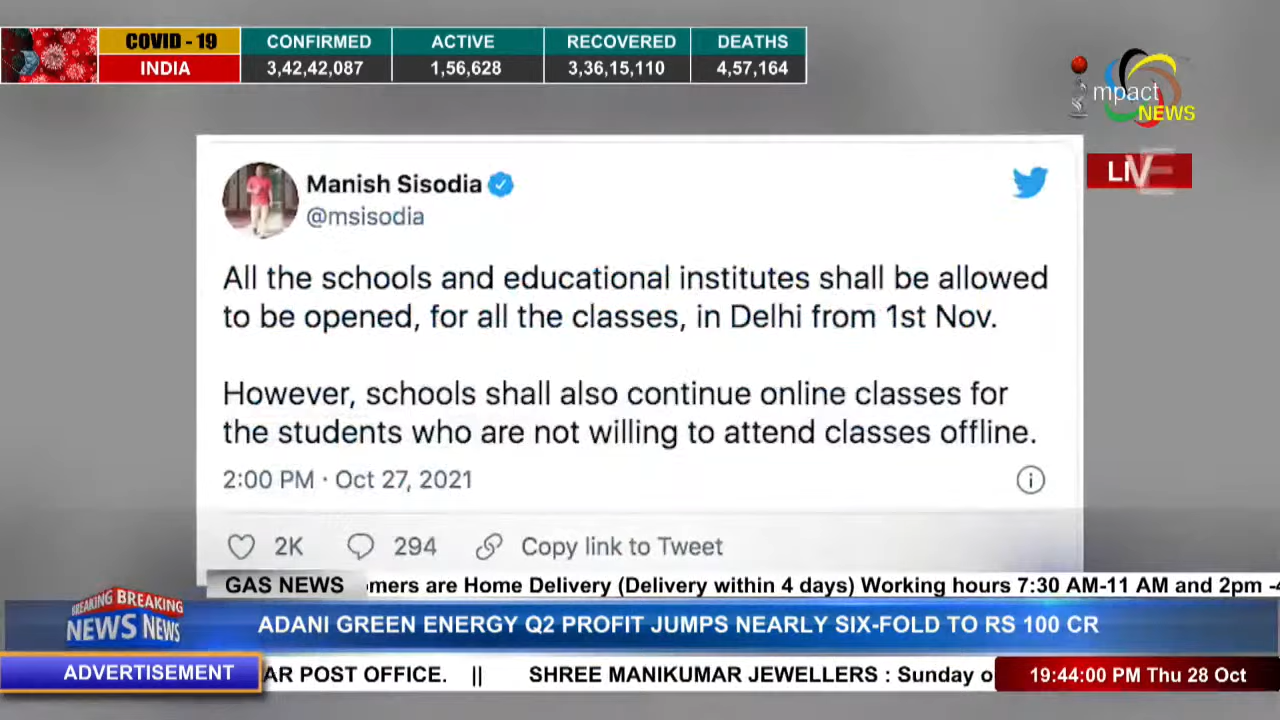 COVID - 19 CONFIRMED ACTIVE RECOVERED DEATHS
INDIA 3,42,42,087 1,56,628 3,36,15,110 4,57,164
mpact
NEWS
LIVE
Manish Sisodia
@msisodia
All the schools and educational institutes shall be allowed
to be opened, for all the classes, in Delhi from 1st Nov.
However, schools shall also continue online classes for
the students who are not willing to attend classes offline.
2:00 PM · Oct 27, 2021
2K 294 Copy link to Tweet
GAS NEWS omers are Home Delivery (Delivery within 4 days) Working hours 7:30 AM-11 AM and 2pm -
BREAKING BREAKING
NEWS NEWS
ADANI GREEN ENERGY Q2 PROFIT JUMPS NEARLY SIX-FOLD TO RS 100 CR
ADVERTISEMENT AR POST OFFICE. || SHREE MANIKUMAR JEWELLERS : Sunday o 19:44:00 PM Thu 28 Oct